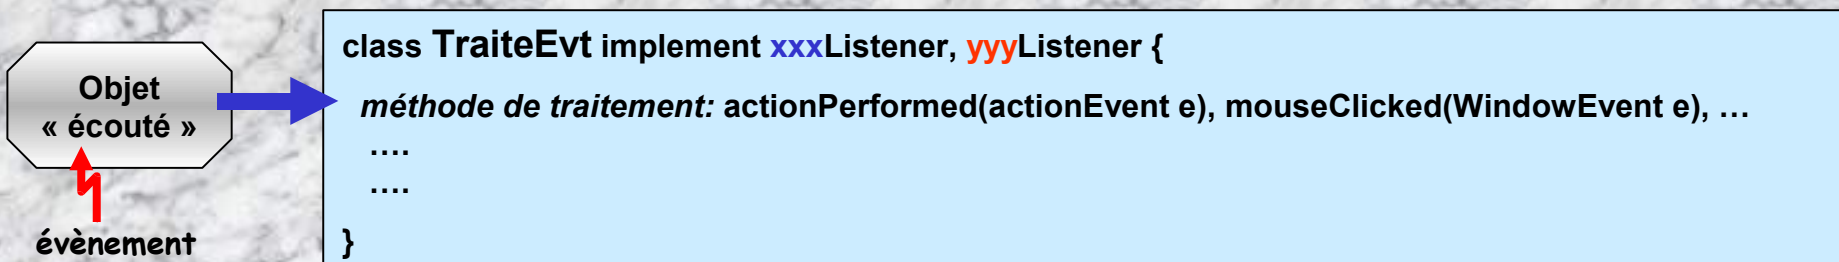 Objet
« écouté »
évènement
class TraiteEvt implement xxxListener, yyyListener {
méthode de traitement: actionPerformed(actionEvent e), mouseClicked(WindowEvent e), …
….
….
}